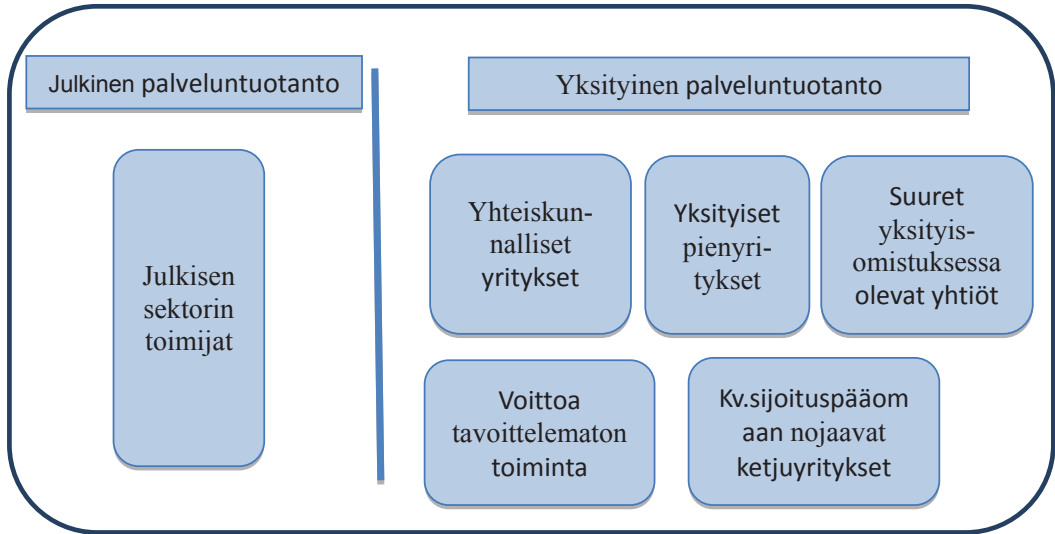 Julkinen palveluntuotanto
Yksityinen palveluntuotanto
Julkisen
sektorin
toimijat
Yhteiskun-
nalliset
yritykset
Yksityiset
pienyri-
tykset
Suuret
yksityis-
omistuksessa
olevat yhtiöt
Voittoa
tavoittelematon
toiminta
Kv.sijoituspääom
aan nojaavat
ketjuyritykset